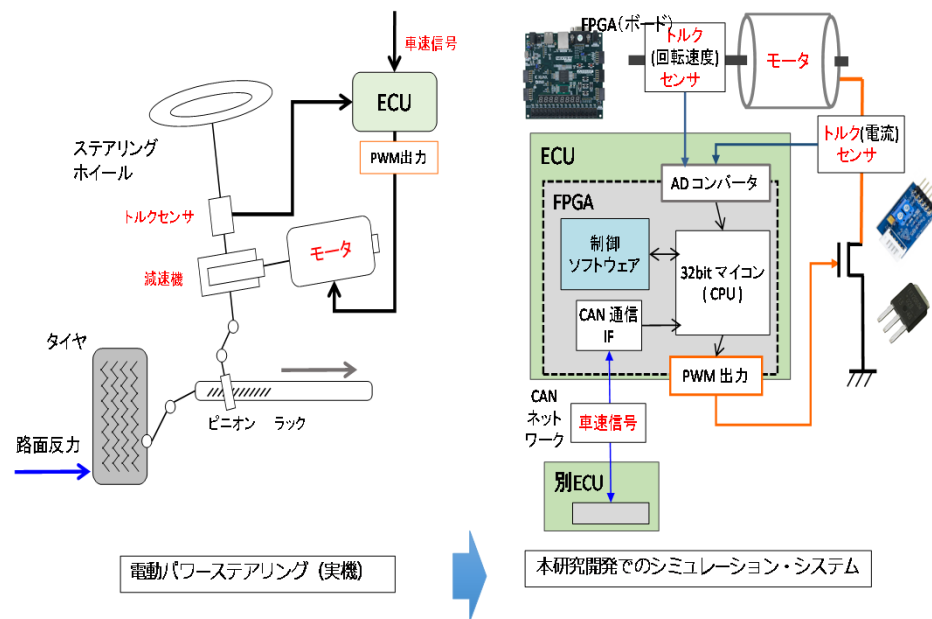 車速信号
ECU
PWM出力
ステアリング
ホイール
トルクセンサ
減速機
モータ
タイヤ
ピニオン
ラック
路面反力
電動パワーステアリング（実機）
FPGA(ボード)
トルク
(回転速度)
センサ
モータ
トルク(電流)
センサ
ECU
AD コンバータ
FPGA
制御
ソフトウェア
32bit マイコン
( CPU )
CAN 通信
IF
PWM 出力
CAN
ネット
ワーク
車速信号
別ECU
本研究開発でのシミュレーション・システム